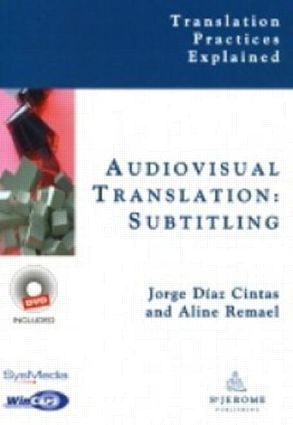 Translation
Practices
Explained
AUDIOVISUAL
TRANSLATION:
SUBTITLING
Jorge Díaz Cintas
and Aline Remael
DVD
INCLUDED
SysMedia
WinCAPS
ST JEROME
PUBLISHING